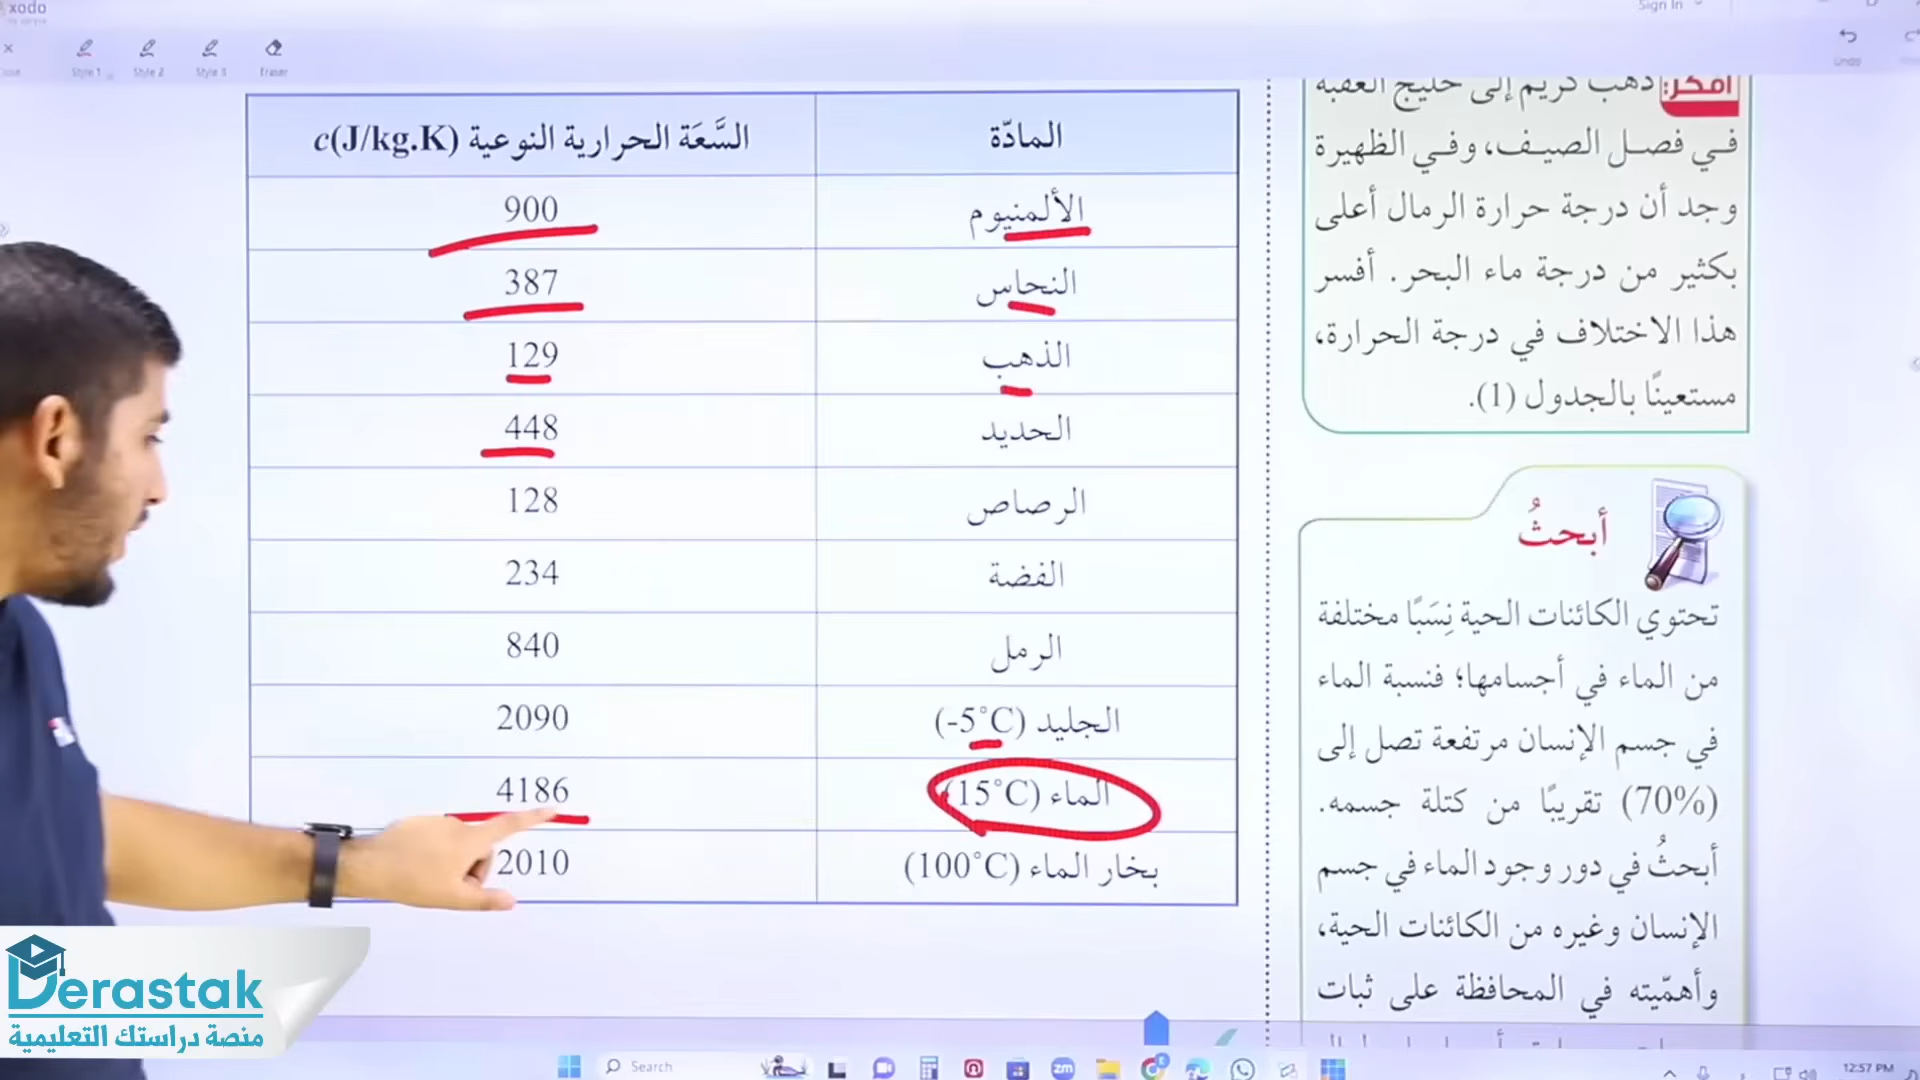 xodo
Sign In
Style 1
Style 2
Style 3
Eraser
Undo
المادّة
السَّعَة الحرارية النوعية c(J/kg.K)
الألمنيوم
900
النحاس
387
الذهب
129
الحديد
448
الرصاص
128
الفضة
234
الرمل
840
الجليد (-5°C)
2090
الماء (15°C)
4186
بخار الماء (100°C)
2010
أفكر: ذهب كريم إلى خليج العقبة
في فصل الصيف، وفي الظهيرة
وجد أن درجة حرارة الرمال أعلى
بكثير من درجة ماء البحر. أفسر
هذا الاختلاف في درجة الحرارة،
مستعينًا بالجدول (1).
أبحثُ
تحتوي الكائنات الحية نِسَبًا مختلفة
من الماء في أجسامها؛ فنسبة الماء
في جسم الإنسان مرتفعة تصل إلى
(70%) تقريبًا من كتلة جسمه.
أبحثُ في دور وجود الماء في جسم
الإنسان وغيره من الكائنات الحية،
وأهمّيته في المحافظة على ثبات
Derastak
منصة دراستك التعليمية
Search
12:57 PM